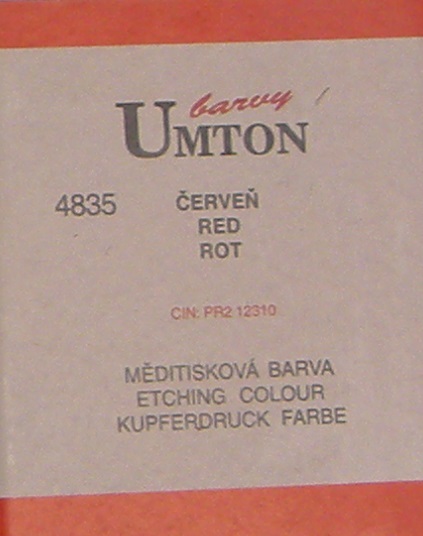 barvy
UMTON
4835
ČERVEŇ
RED
ROT
CIN: PR2 12310
MĚDITISKOVÁ BARVA
ETCHING COLOUR
KUPFERDRUCK FARBE